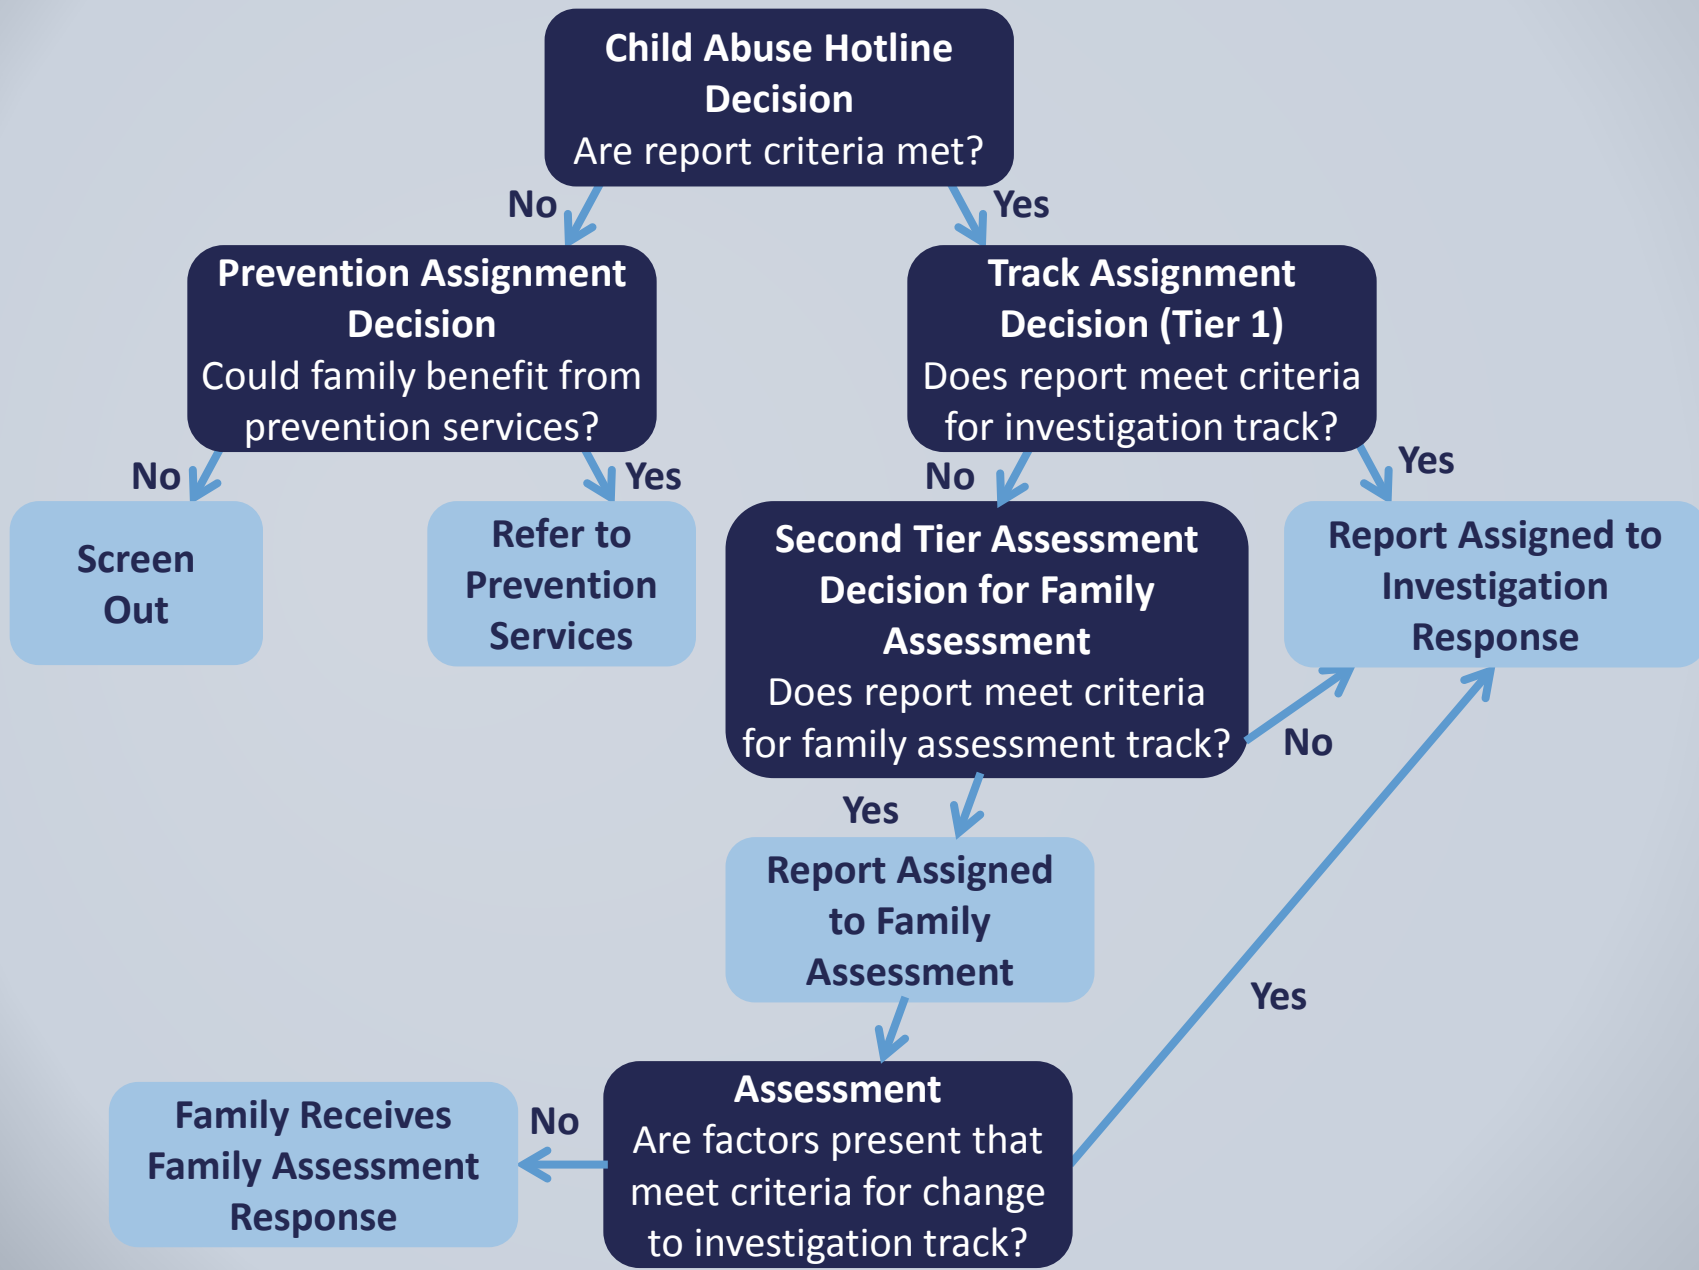 Child Abuse Hotline
Decision
Are report criteria met?
No
Yes
Prevention Assignment
Decision
Could family benefit from
prevention services?
Track Assignment
Decision (Tier 1)
Does report meet criteria
for investigation track?
No
Yes
No
Yes
Screen
Out
Refer to
Prevention
Services
Second Tier Assessment
Decision for Family
Assessment
Does report meet criteria
for family assessment track?
Report Assigned to
Investigation
Response
No
Yes
Report Assigned
to Family
Assessment
Yes
Family Receives
Family Assessment
Response
No
Assessment
Are factors present that
meet criteria for change
to investigation track?